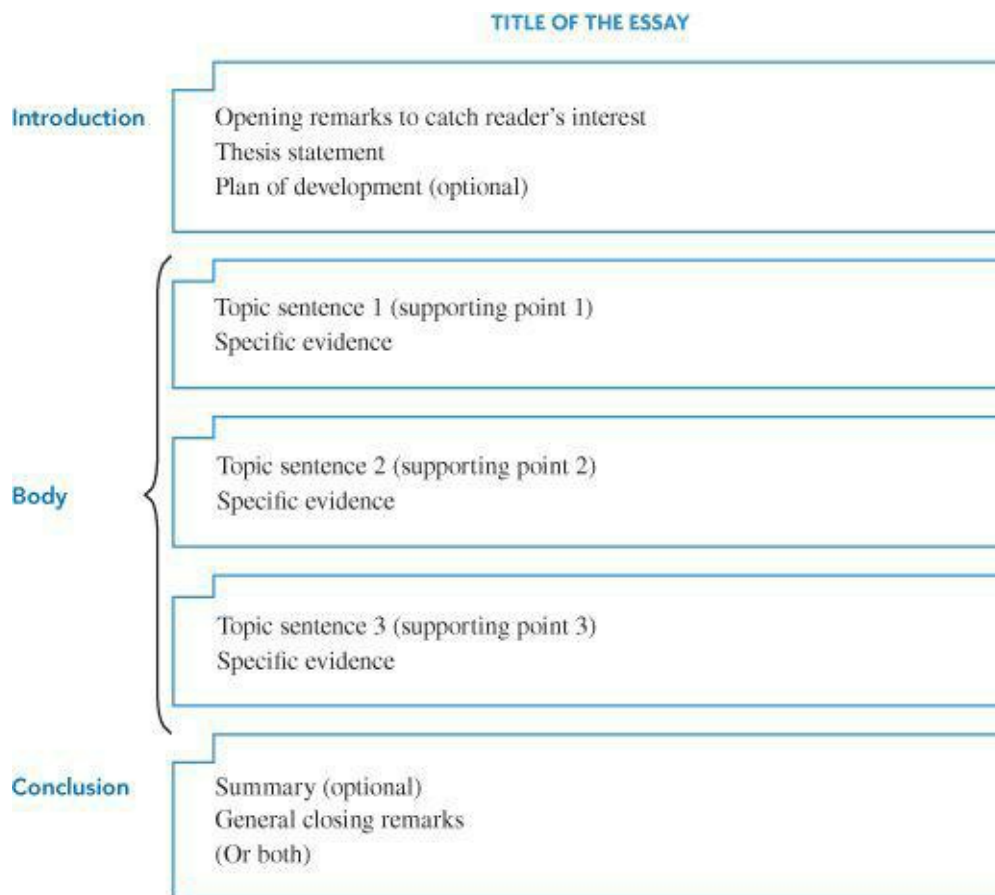 TITLE OF THE ESSAY
Introduction
Opening remarks to catch reader's interest
Thesis statement
Plan of development (optional)
Topic sentence 1 (supporting point 1)
Specific evidence
Body
Topic sentence 2 (supporting point 2)
Specific evidence
Topic sentence 3 (supporting point 3)
Specific evidence
Conclusion
Summary (optional)
General closing remarks
(Or both)